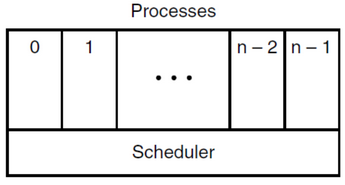 Processes
0 1 ... n – 2 n – 1
Scheduler